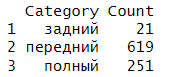 Category Count
1 задний 21
2 передний 619
3 полный 251